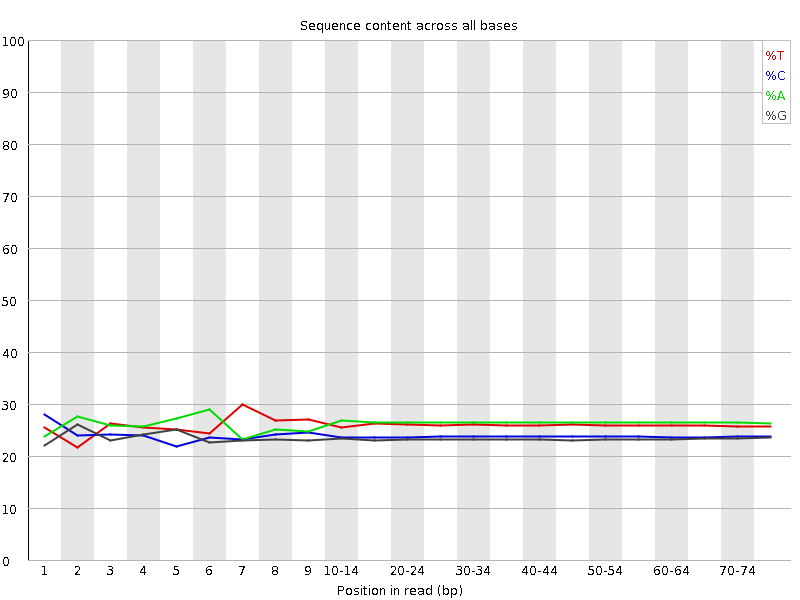 Sequence content across all bases
100
90
80
70
60
50
40
30
20
10
0
%T
%C
%A
%G
1 2 3 4 5 6 7 8 9 10-14 20-24 30-34 40-44 50-54 60-64 70-74
Position in read (bp)